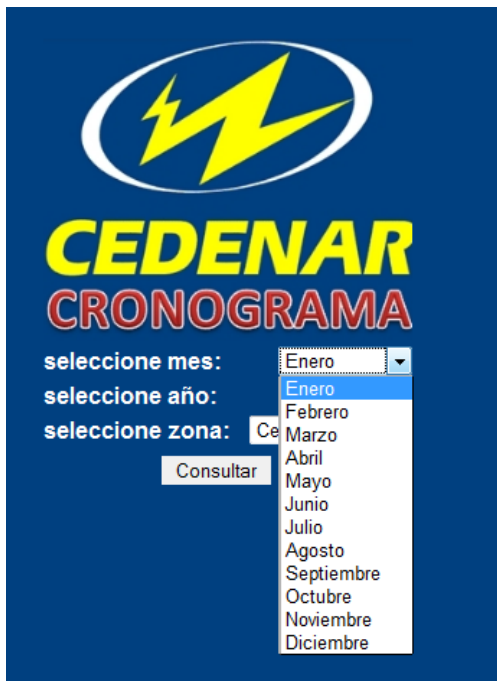 CEDENAR
CRONOGRAMA
seleccione mes: Enero
seleccione año:
seleccione zona: Ce
Consultar
Enero
Febrero
Marzo
Abril
Mayo
Junio
Julio
Agosto
Septiembre
Octubre
Noviembre
Diciembre